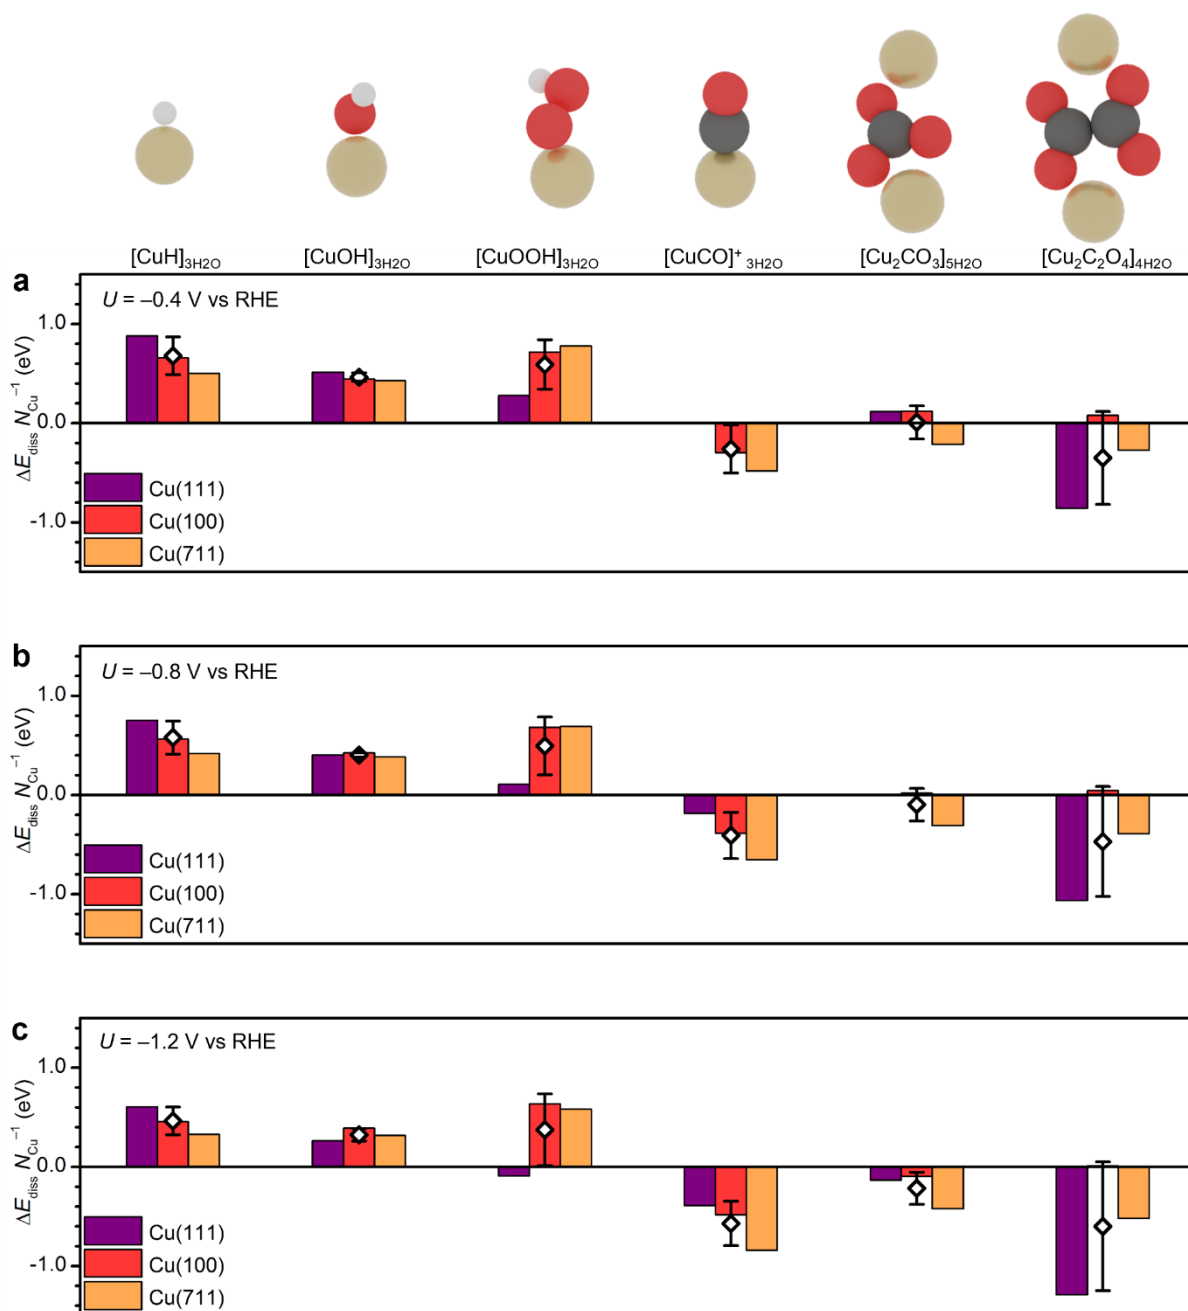 [CuH]3H2O [CuOH]3H2O [CuOOH]3H2O [CuCO]+ 3H2O [Cu2CO3]5H2O [Cu2C2O4]4H2O
a
U = –0.4 V vs RHE
1.0
0.0
-1.0
ΔEdiss NCu−1 (eV)
Cu(111)
Cu(100)
Cu(711)
b
U = –0.8 V vs RHE
1.0
0.0
-1.0
ΔEdiss NCu−1 (eV)
Cu(111)
Cu(100)
Cu(711)
c
U = –1.2 V vs RHE
1.0
0.0
-1.0
ΔEdiss NCu−1 (eV)
Cu(111)
Cu(100)
Cu(711)